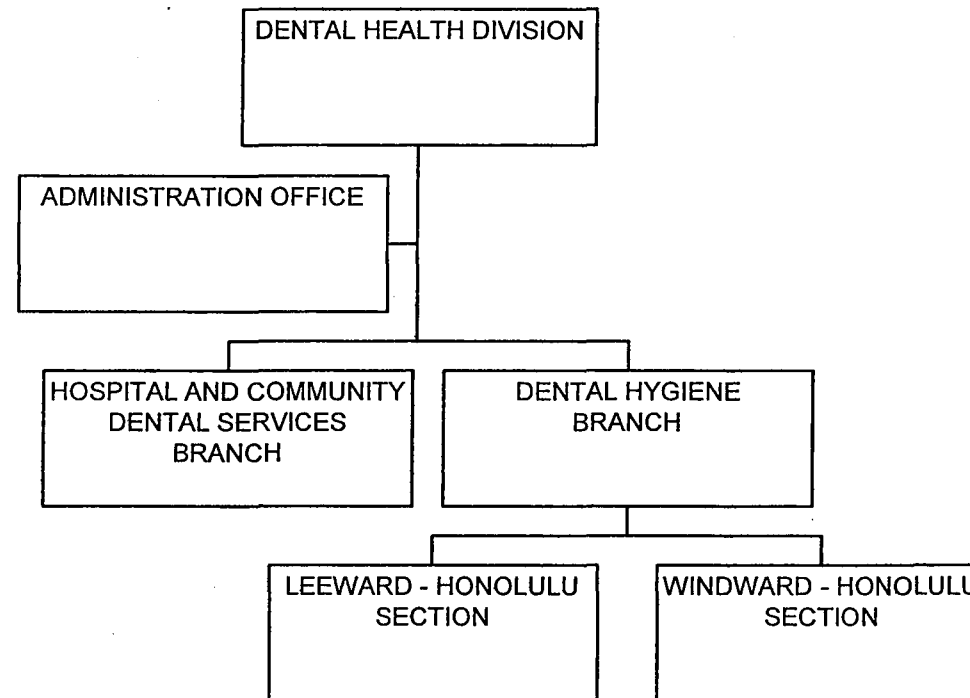 DENTAL HEALTH DIVISION
ADMINISTRATION OFFICE
HOSPITAL AND COMMUNITY
DENTAL SERVICES
BRANCH
DENTAL HYGIENE
BRANCH
LEEWARD - HONOLULU
SECTION
WINDWARD - HONOLULU
SECTION